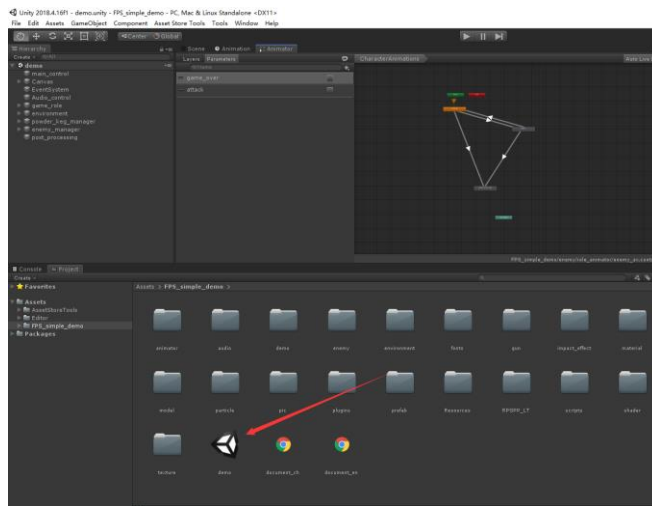 Unity 2018.4.16f1 - demo.unity - FPS_simple_demo - PC, Mac & Linux Standalone <DX11>
File Edit Assets GameObject Component Asset Store Tools Tools Window Help
Center Global
Hierarchy
Scene Animation Animator
Create
Layers Parameters
CharacterAnimations
Auto Live
demo
main_control
Canvas
EventSystem
Audio_control
game_role
environment
powder_keg_manager
enemy_manager
post_processing
game_over
attack
Console Project
Create
Favorites
Assets > FPS_simple_demo >
Assets
AssetStoreTools
Editor
FPS_simple_demo
Packages
animator audio demo enemy environment fonts gun impact_effect material
model particle plugins prefab Resources scripts shader
texture demo document_ch document_en